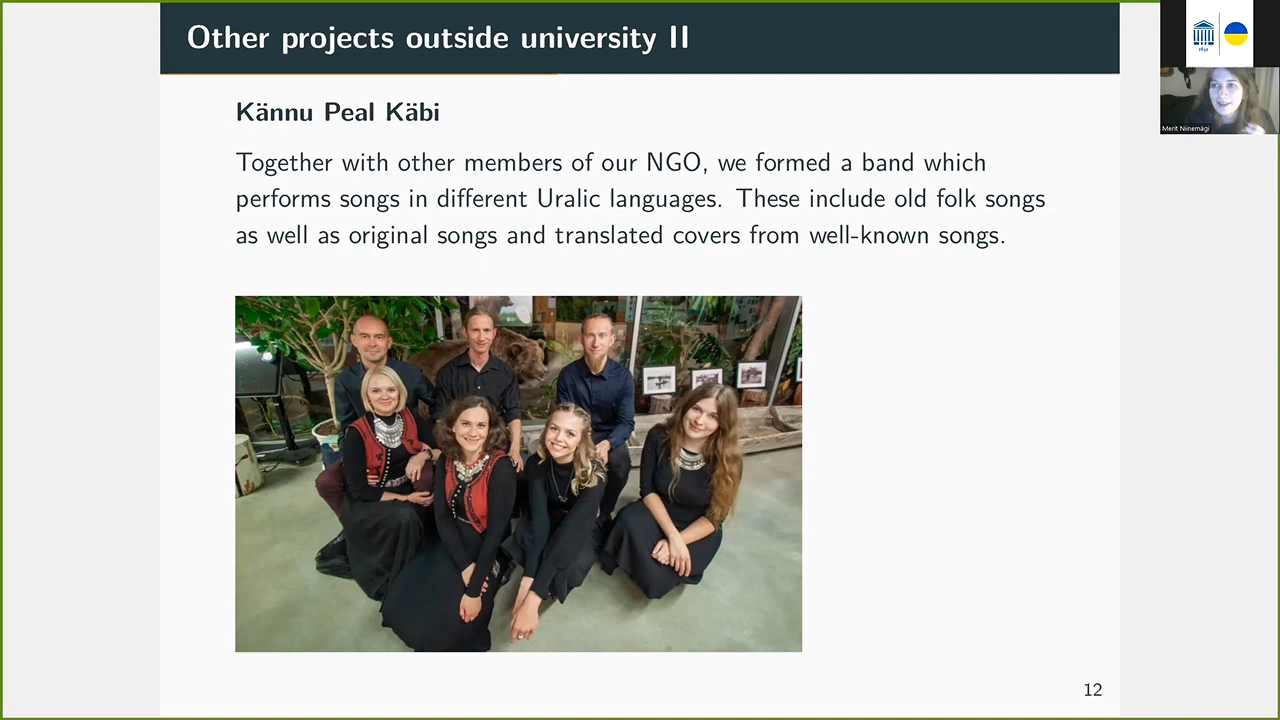 Other projects outside university II
Kännu Peal Käbi
Together with other members of our NGO, we formed a band which
performs songs in different Uralic languages. These include old folk songs
as well as original songs and translated covers from well-known songs.
12
1632
Merit Niinemägi